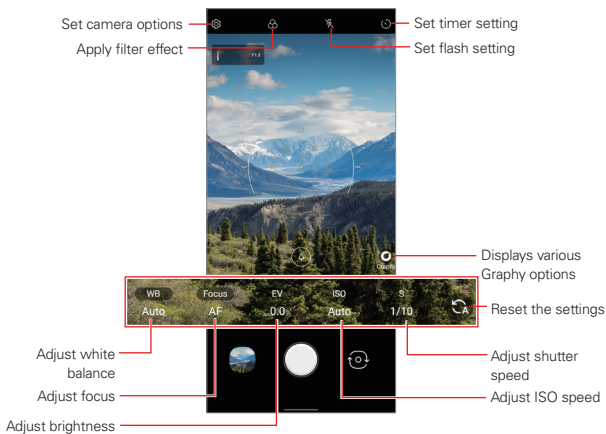 Set camera options
Apply filter effect
Set timer setting
Set flash setting
F1.8
Graphy
Displays various
Graphy options
WB
Focus
EV
ISO
S
Auto
AF
0.0
Auto
1/10
A
Reset the settings
Adjust white
balance
Adjust focus
Adjust brightness
Adjust shutter
speed
Adjust ISO speed